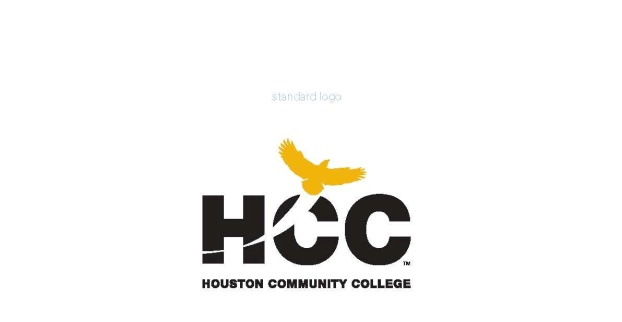 standard logo
HCC
TM
HOUSTON COMMUNITY COLLEGE